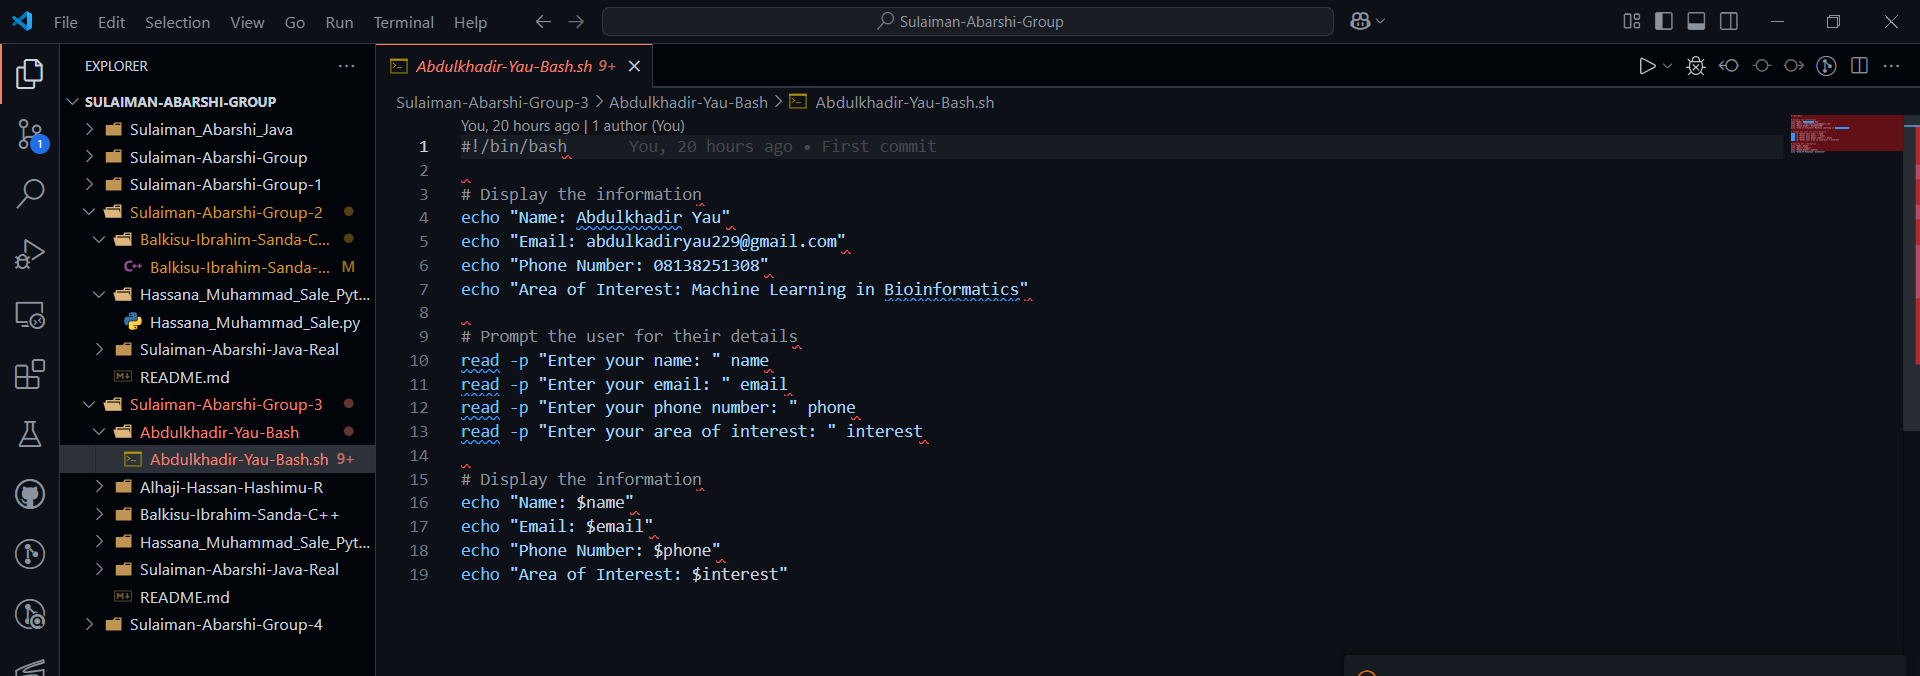 File Edit Selection View Go Run Terminal Help
Sulaiman-Abarshi-Group
1
EXPLORER
SULAIMAN-ABARSHI-GROUP
Sulaiman_Abarshi_Java
Sulaiman-Abarshi-Group
Sulaiman-Abarshi-Group-1
Sulaiman-Abarshi-Group-2
Balkisu-Ibrahim-Sanda-C...
C++ Balkisu-Ibrahim-Sanda-... M
Hassana_Muhammad_Sale_Pyt...
Hassana_Muhammad_Sale.py
Sulaiman-Abarshi-Java-Real
README.md
Sulaiman-Abarshi-Group-3
Abdulkhadir-Yau-Bash
Abdulkhadir-Yau-Bash.sh 9+
Alhaji-Hassan-Hashimu-R
Balkisu-Ibrahim-Sanda-C++
Hassana_Muhammad_Sale_Pyt...
Sulaiman-Abarshi-Java-Real
README.md
Sulaiman-Abarshi-Group-4
Abdulkhadir-Yau-Bash.sh 9+
Sulaiman-Abarshi-Group-3 > Abdulkhadir-Yau-Bash > Abdulkhadir-Yau-Bash.sh
You, 20 hours ago | 1 author (You)
1 #!/bin/bash You, 20 hours ago • First commit
2
3 # Display the information
4 echo "Name: Abdulkhadir Yau"
5 echo "Email: abdulkadiryau229@gmail.com"
6 echo "Phone Number: 08138251308"
7 echo "Area of Interest: Machine Learning in Bioinformatics"
8
9 # Prompt the user for their details
10 read -p "Enter your name: " name
11 read -p "Enter your email: " email
12 read -p "Enter your phone number: " phone
13 read -p "Enter your area of interest: " interest
14
15 # Display the information
16 echo "Name: $name"
17 echo "Email: $email"
18 echo "Phone Number: $phone"
19 echo "Area of Interest: $interest"